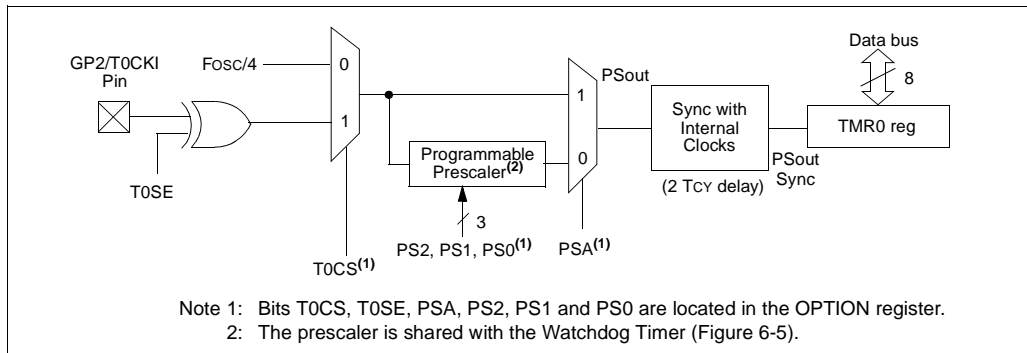 GP2/T0CKI
Pin
FOSC/4
T0SE
0
1
T0CS(1)
Programmable
Prescaler(2)
3
PS2, PS1, PS0(1)
1
0
PSA(1)
PSout
Sync with
Internal
Clocks
(2 TCY delay)
PSout
Sync
Data bus
8
TMR0 reg
Note 1: Bits T0CS, T0SE, PSA, PS2, PS1 and PS0 are located in the OPTION register.
2: The prescaler is shared with the Watchdog Timer (Figure 6-5).